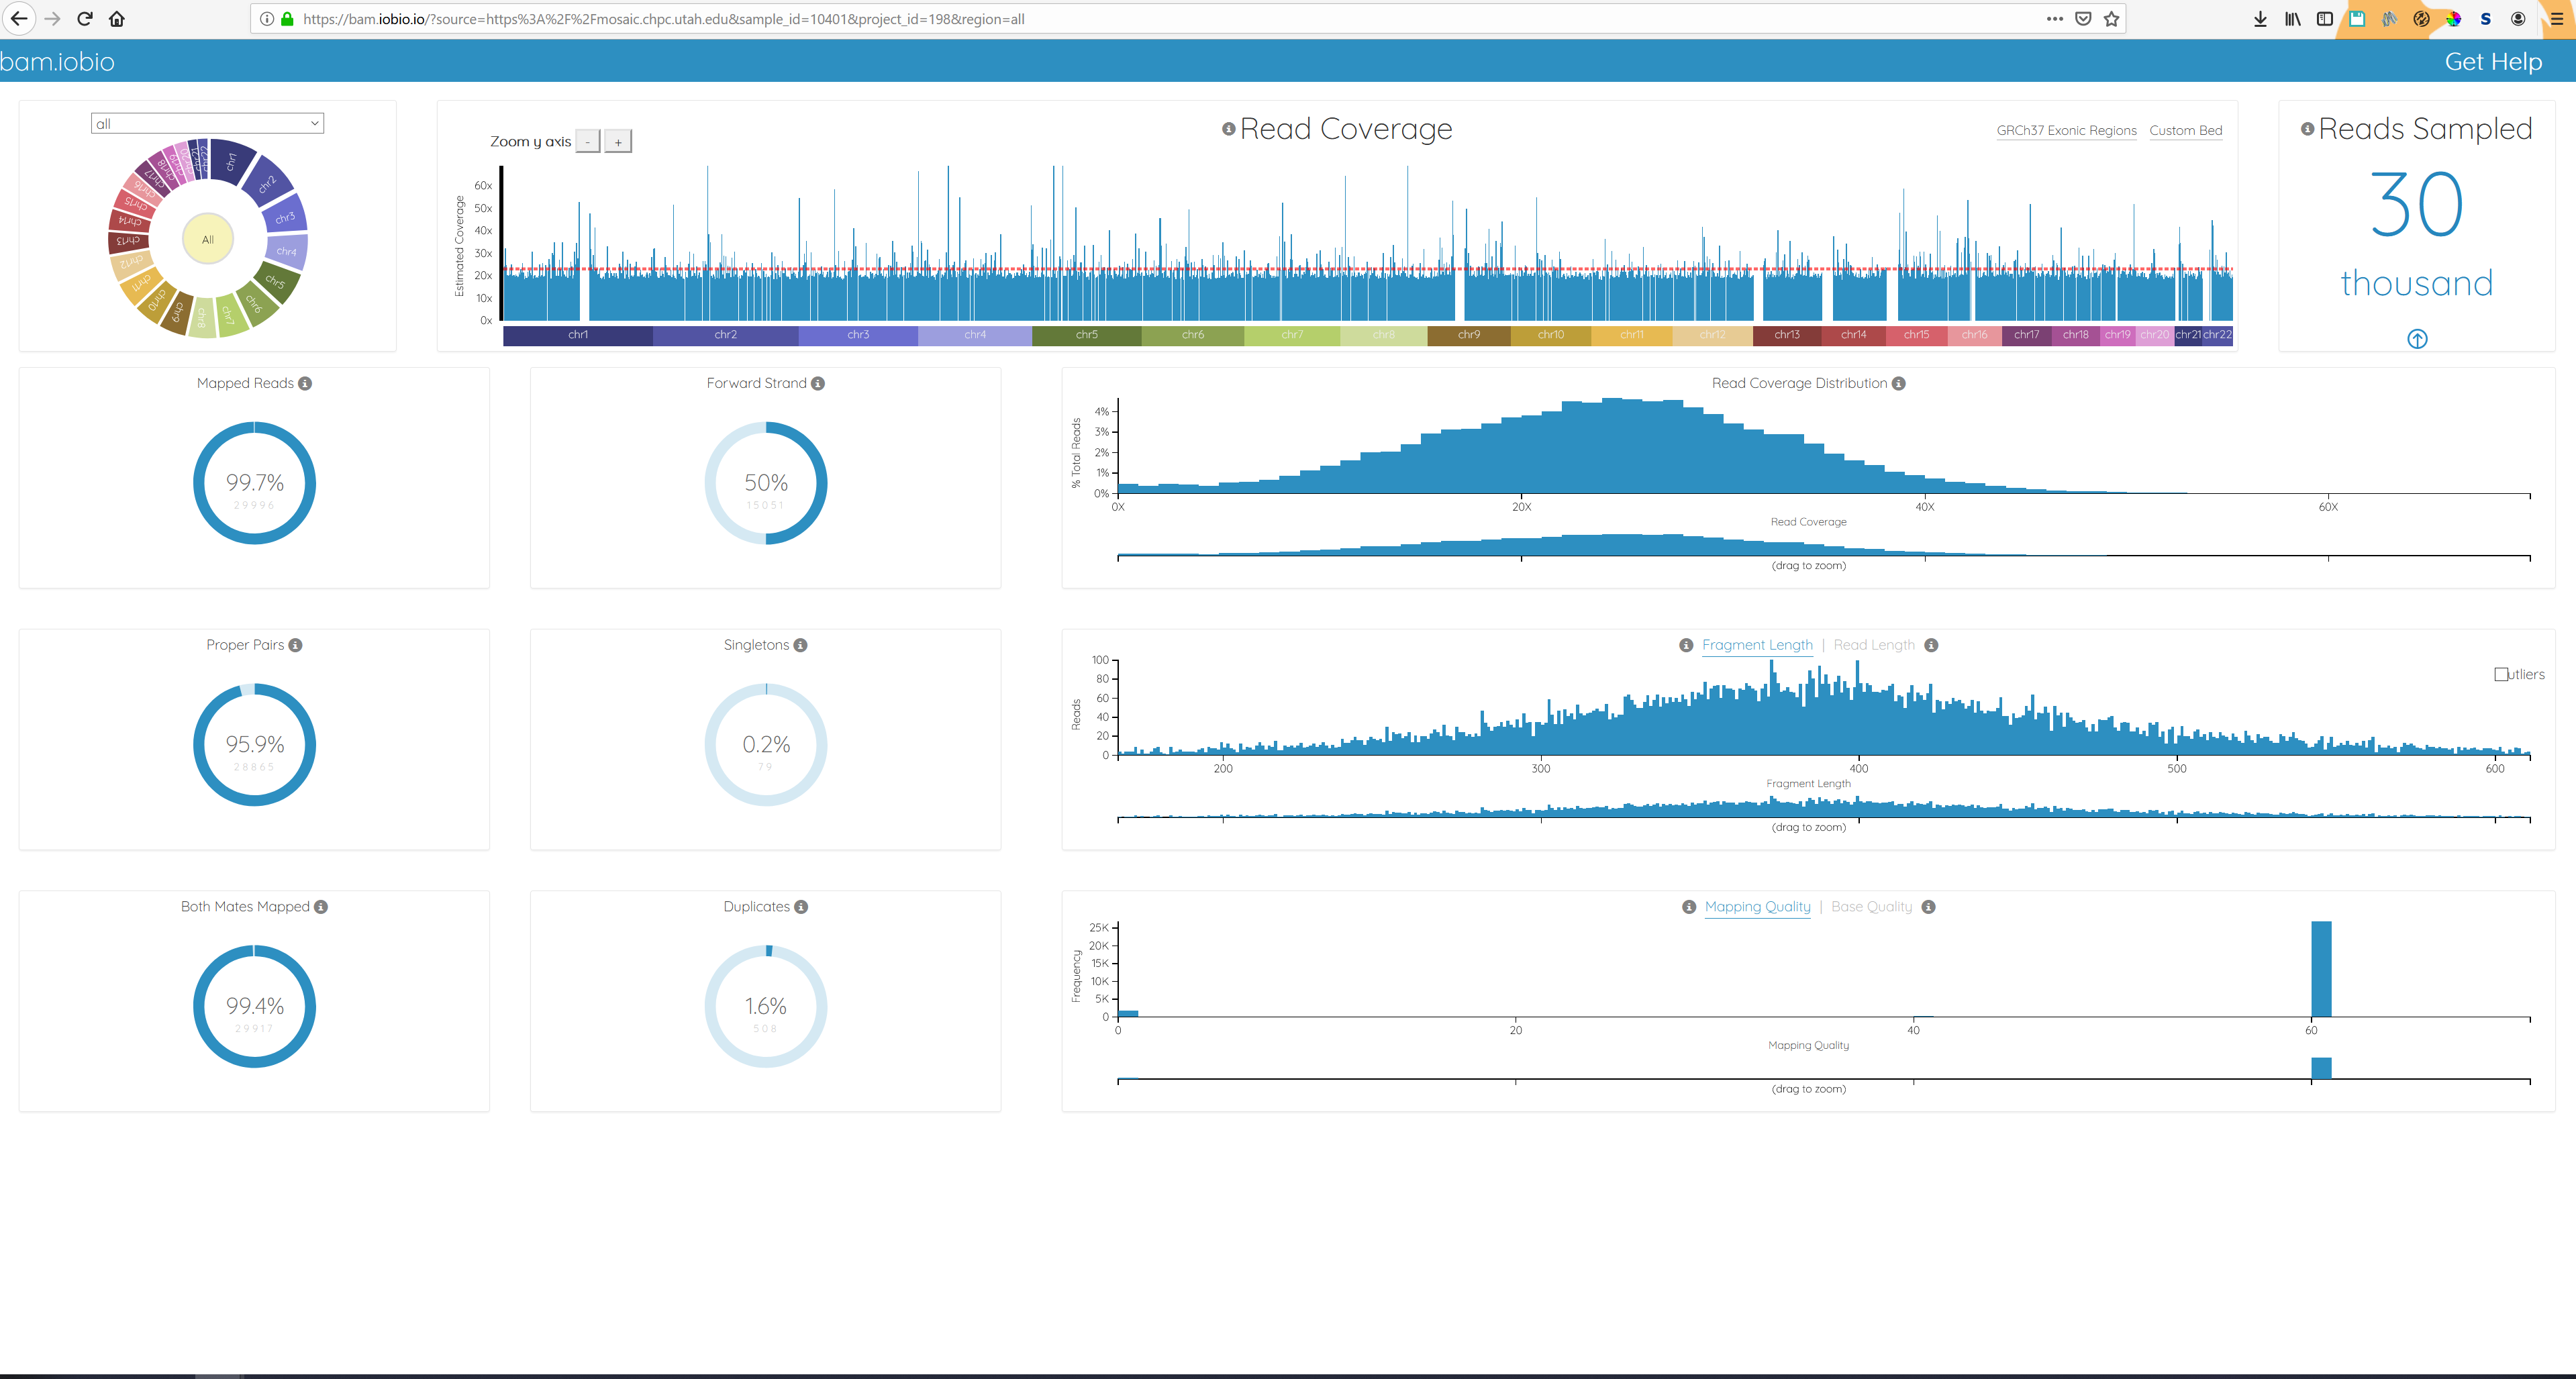 https://bam.iobio.io/?source=https%3A%2F%2Fmosaic.chpc.utah.edu&sample_id=10401&project_id=198&region=all
S
bam.iobio
Get Help
all
chr1
chr2
chr3
chr4
chr5
chr6
chr7
chr8
chr9
chr10
chr11
chr12
chr13
chr14
chr15
chr16
chr17
chr18
chr19
chr20
chr21
chr22
All
Zoom y axis - +
Read Coverage
GRCh37 Exonic Regions Custom Bed
Estimated Coverage
60x
50x
40x
30x
20x
10x
0x
chr1 chr2 chr3 chr4 chr5 chr6 chr7 chr8 chr9 chr10 chr11 chr12 chr13 chr14 chr15 chr16 chr17 chr18 chr19 chr20 chr21 chr22
Reads Sampled
30
thousand
Mapped Reads
99.7%
29996
Forward Strand
50%
15051
Read Coverage Distribution
% Total Reads
4%
3%
2%
1%
0%
0X 20X 40X 60X
Read Coverage
(drag to zoom)
Proper Pairs
95.9%
28865
Singletons
0.2%
79
Fragment Length | Read Length
utliers
Reads
100
80
60
40
20
0
200 300 400 500 600
Fragment Length
(drag to zoom)
Both Mates Mapped
99.4%
29917
Duplicates
1.6%
508
Mapping Quality | Base Quality
Frequency
25K
20K
15K
10K
5K
0
0 20 40 60
Mapping Quality
(drag to zoom)